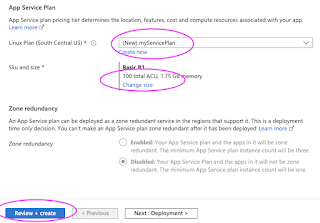 App Service Plan
App Service plan pricing tier determines the location, features, cost and compute resources associated with your app.
Learn more
Linux Plan (South Central US) *
(New) myServicePlan
Create new
Sku and size *
Basic B1
100 total ACU, 1.75 GB memory
Change size
Zone redundancy
An App Service plan can be deployed as a zone redundant service in the regions that support it. This is a deployment
time only decision. You can't make an App Service plan zone redundant after it has been deployed Learn more
Zone redundancy
Enabled: Your App Service plan and the apps in it will be zone
redundant. The minimum App Service plan instance count will be three.
Disabled: Your App Service Plan and the apps in it will not be zone
redundant. The minimum App Service plan instance count will be one.
Review + create
< Previous
Next : Deployment >